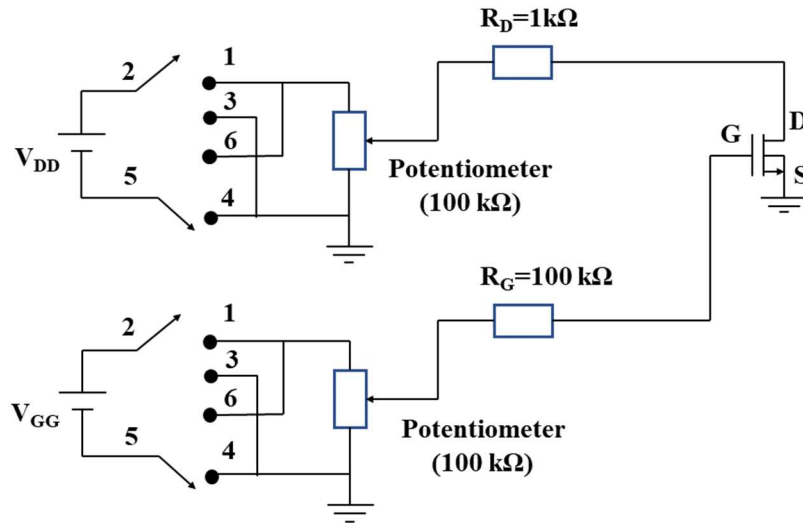 R_D=1kΩ
1
2
3
6
V_DD
5
4
Potentiometer
(100 kΩ)
D
G
S
R_G=100 kΩ
1
2
3
6
V_GG
5
4
Potentiometer
(100 kΩ)